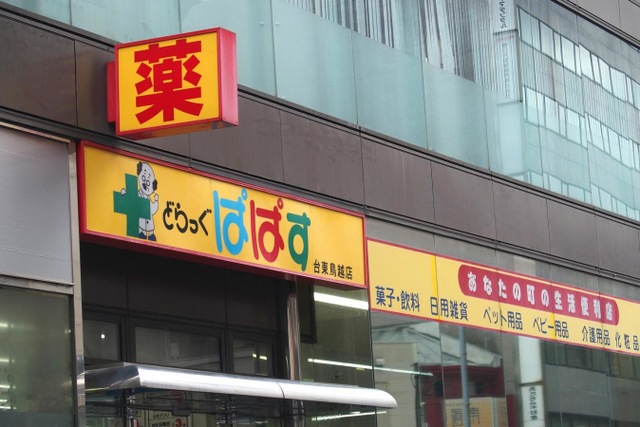 薬
どらっぐ ぱぱす
台東鳥越店
あなたの町の生活便利店
菓子・飲料 日用雑貨 ペット用品 ベビー用品 介護用品 化粧品